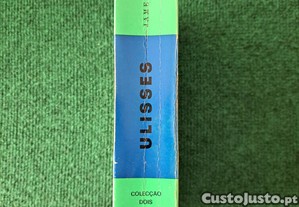 JAME
ULISSES
COLECÇÃO
DOIS
CustoJusto.pt